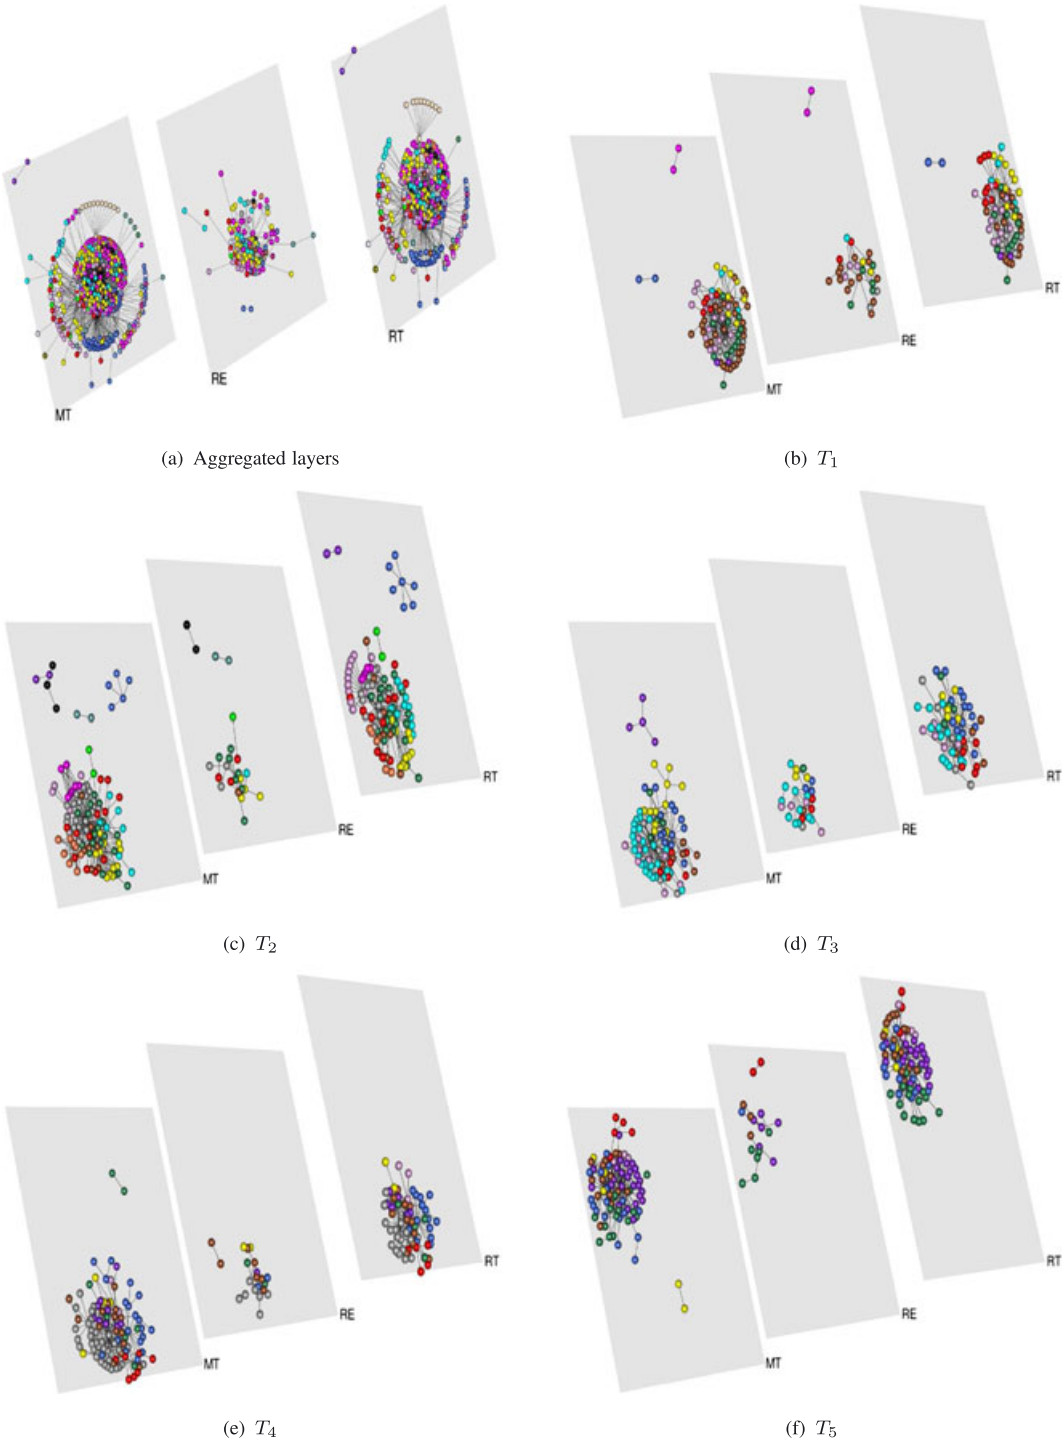 RT
RE
MT
(a) Aggregated layers
RT
RE
MT
(b) T₁
RT
RE
MT
(c) T₂
RT
RE
MT
(d) T₃
RT
RE
MT
(e) T₄
RT
RE
MT
(f) T₅